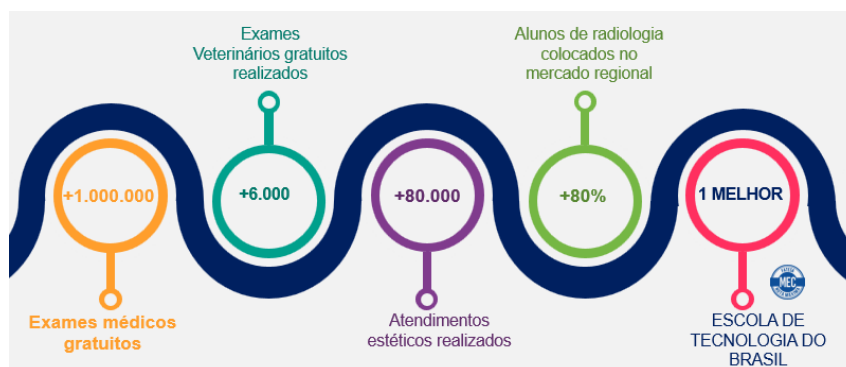 Exames
Veterinários gratuitos
realizados
Alunos de radiologia
colocados no
mercado regional
+1.000.000
+6.000
+80.000
+80%
1 MELHOR
MEC
Exames médicos
gratuitos
Atendimentos
estéticos realizados
ESCOLA DE
TECNOLOGIA DO
BRASIL